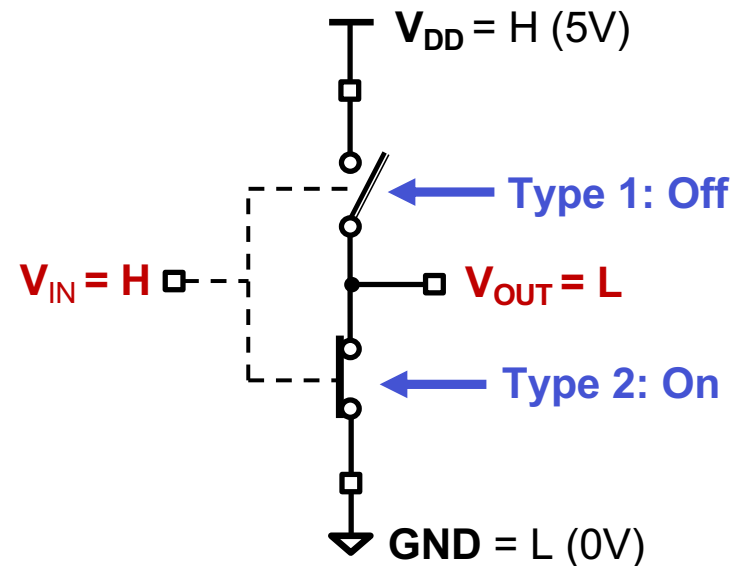 VDD = H (5V)
Type 1: Off
VIN = H
VOUT = L
Type 2: On
GND = L (0V)